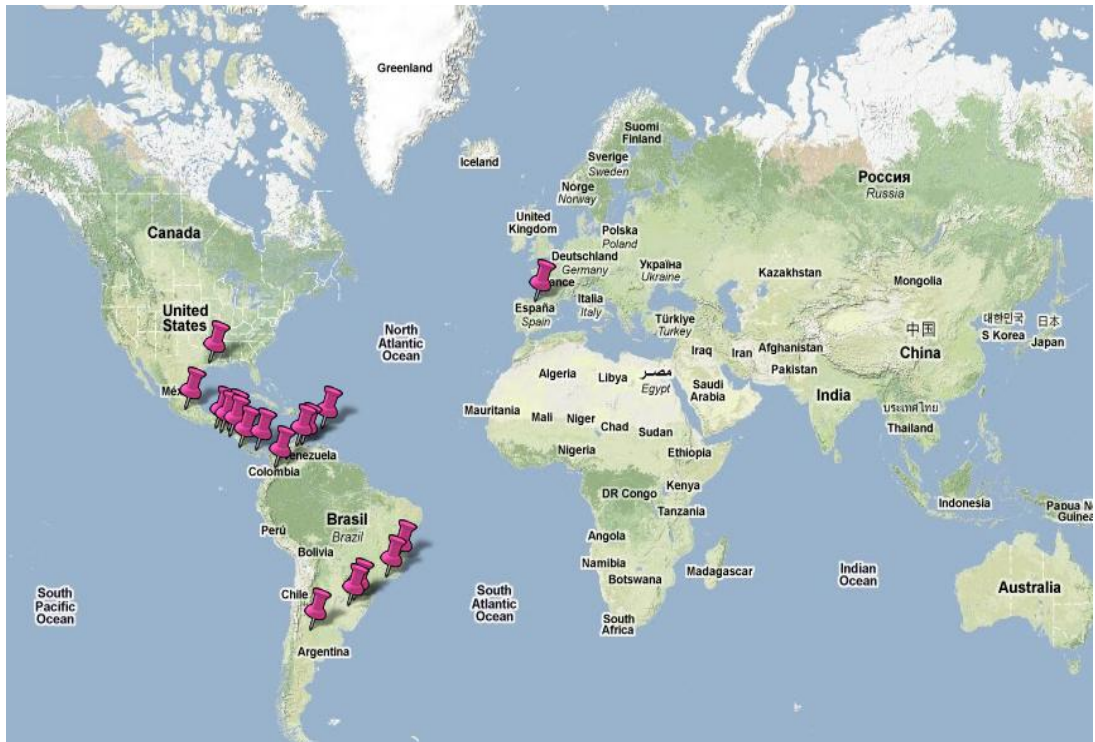 Greenland
Iceland
Suomi
Finland
Sverige
Sweden
Norge
Norway
Россия
Russia
Canada
United
Kingdom
Polska
Poland
Deutschland
Germany
Україна
Ukraine
Kazakhstan
Mongolia
ance
Italia
Italy
España
Spain
Türkiye
Turkey
United
States
North
Atlantic
Ocean
中国
China
대한민국
S Korea
日本
Japan
Iraq
Iran
Afghanistan
Pakistan
Algeria
Libya
مصر
Egypt
Saudi
Arabia
India
Méx
Mauritania
Mali
Niger
Chad
Sudan
ประเทศไทย
Thailand
Nigeria
Ethiopia
enezuela
Colombia
Kenya
DR Congo
Tanzania
Indonesia
Papua N
Guine
Brasil
Brazil
Perú
Bolivia
Angola
Namibia
Botswana
Madagascar
Indian
Ocean
Australia
South
Pacific
Ocean
Chile
South
Atlantic
Ocean
South
Africa
Argentina